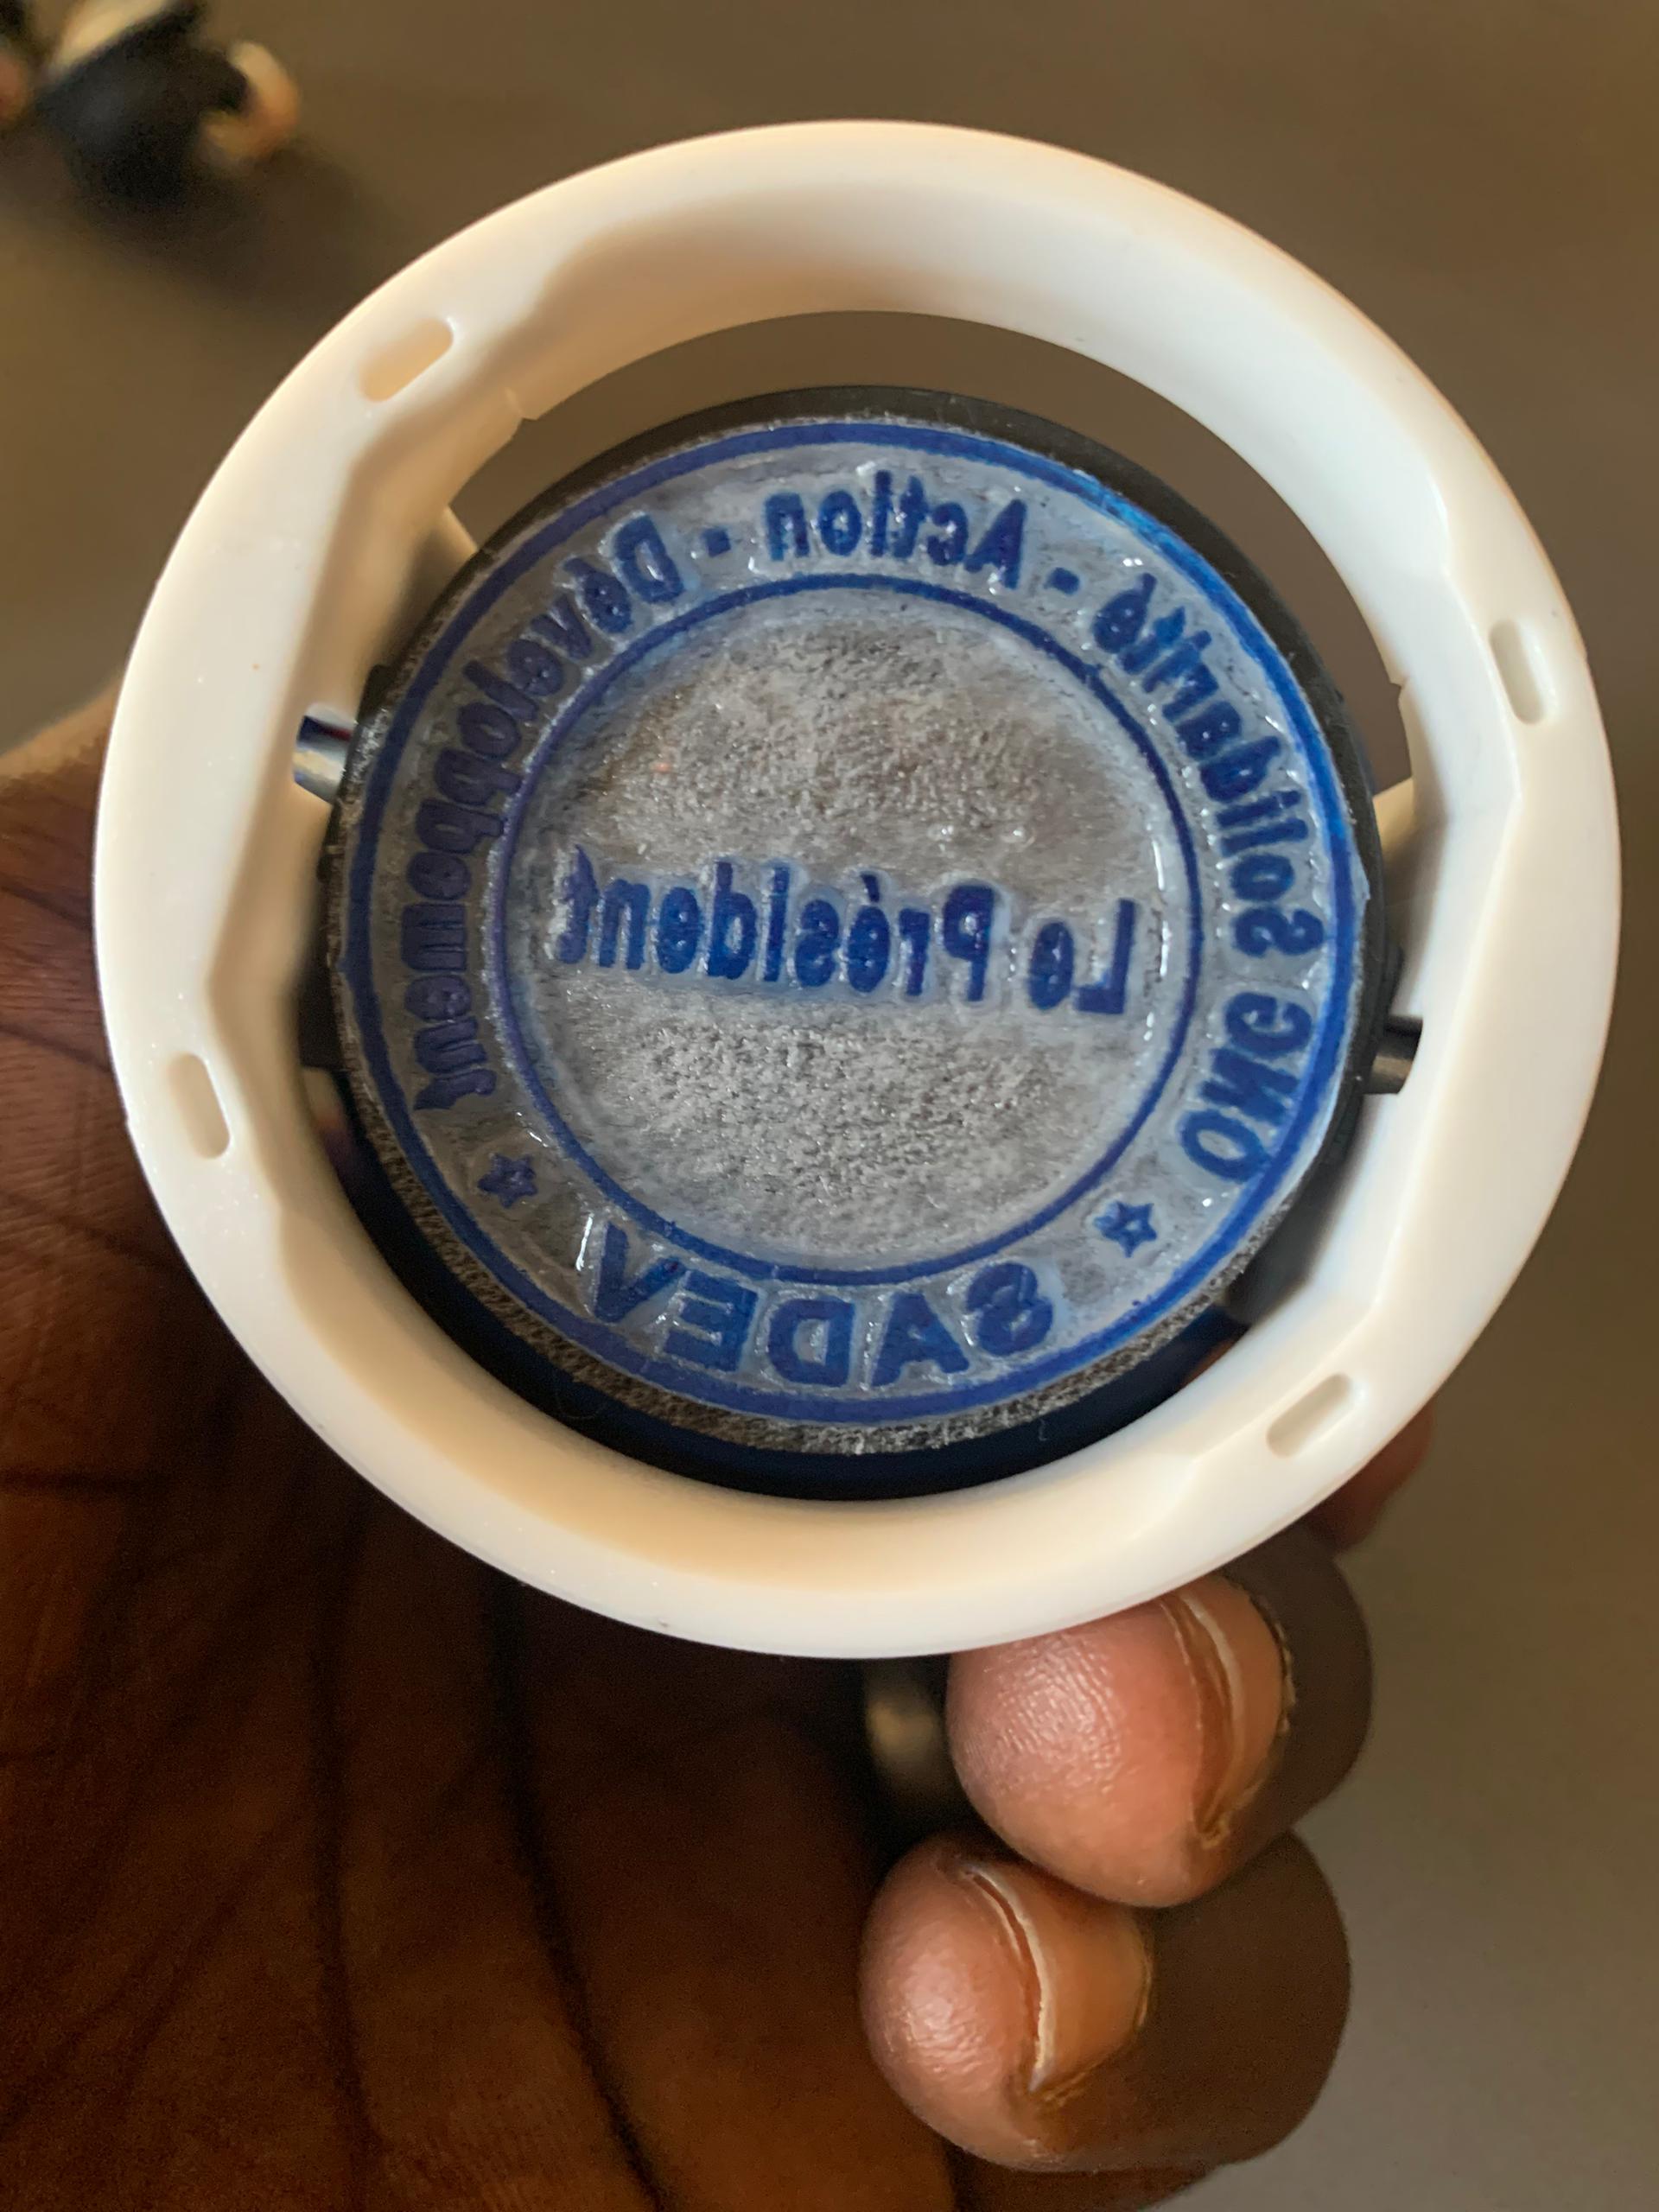 ONG Solidarité - Action - Développement
Le Président
☆ SADEV ☆